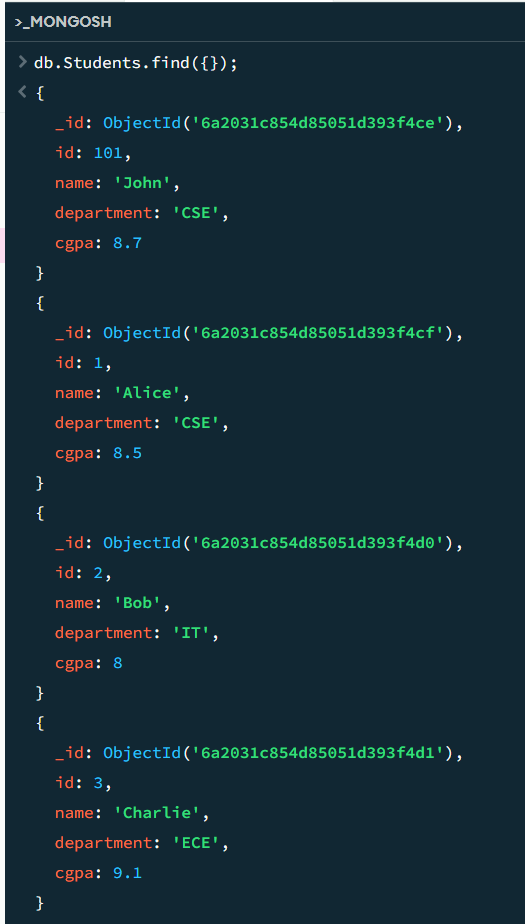 >_MONGOSH
> db.Students.find({});
< {
_id: ObjectId('6a2031c854d85051d393f4ce'),
id: 101,
name: 'John',
department: 'CSE',
cgpa: 8.7
}
{
_id: ObjectId('6a2031c854d85051d393f4cf'),
id: 1,
name: 'Alice',
department: 'CSE',
cgpa: 8.5
}
{
_id: ObjectId('6a2031c854d85051d393f4d0'),
id: 2,
name: 'Bob',
department: 'IT',
cgpa: 8
}
{
_id: ObjectId('6a2031c854d85051d393f4d1'),
id: 3,
name: 'Charlie',
department: 'ECE',
cgpa: 9.1
}